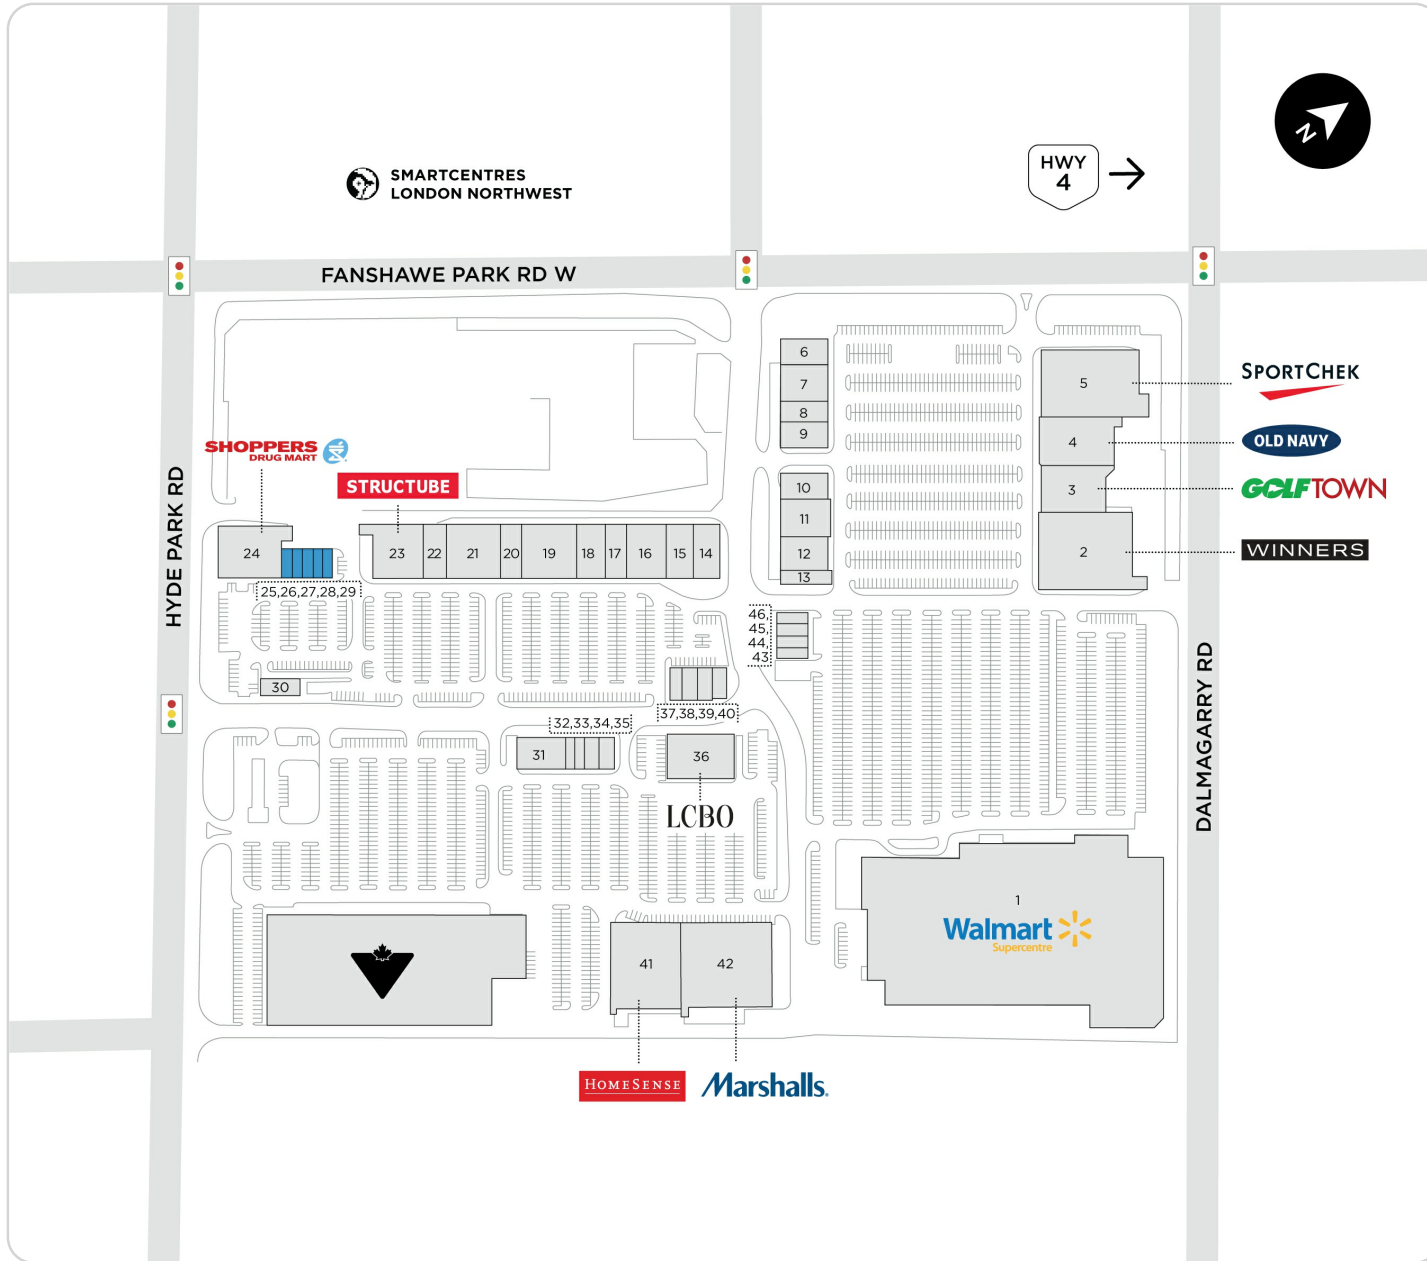 N
HWY
4
SMARTCENTRES
LONDON NORTHWEST
FANSHAWE PARK RD W
HYDE PARK RD
DALMAGARRY RD
SPORTCHEK
OLD NAVY
GOLFTOWN
WINNERS
SHOPPERS
DRUG MART
STRUCTUBE
6
7
8
9
10
11
12
13
5
4
3
2
24
23
22
21
20
19
18
17
16
15
14
25,26,27,28,29
46,
45,
44,
43
30
37,38,39,40
32,33,34,35
31
36
LCBO
1
Walmart
Supercentre
41
42
HOMESENSE
Marshalls.